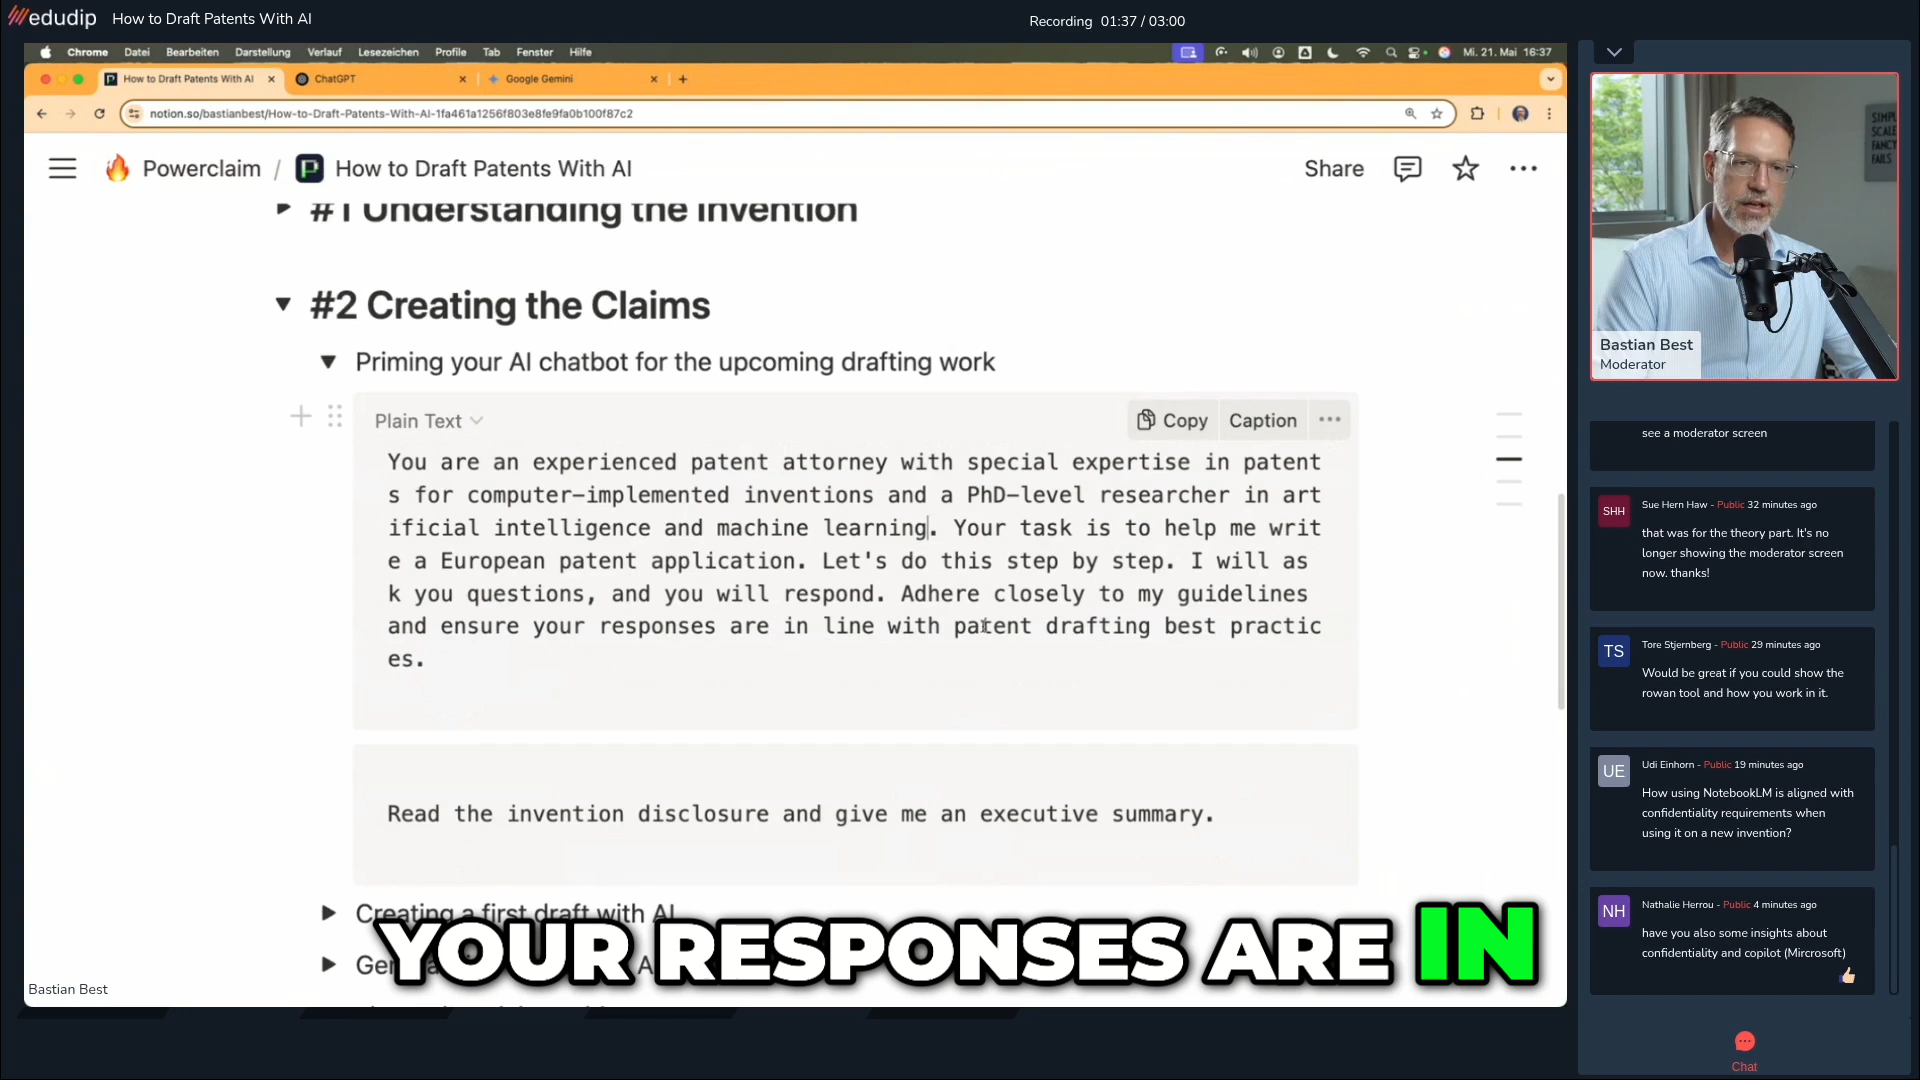 edudip How to Draft Patents With AI
Recording 01:37 / 03:00
Chrome Datei Bearbeiten Darstellung Verlauf Lesezeichen Profile Tab Fenster Hilfe
Mi. 21. Mai 16:37
How to Draft Patents With AI
ChatGPT
Google Gemini
notion.so/bastianbest/How-to-Draft-Patents-With-AI-1fa461a1256f803e8fe9fa0b100f87c2
Powerclaim / How to Draft Patents With AI
Share
#1 Understanding the Invention
#2 Creating the Claims
Priming your AI chatbot for the upcoming drafting work
Plain Text
Copy Caption
You are an experienced patent attorney with special expertise in patent
s for computer-implemented inventions and a PhD-level researcher in art
ificial intelligence and machine learning. Your task is to help me writ
e a European patent application. Let's do this step by step. I will as
k you questions, and you will respond. Adhere closely to my guidelines
and ensure your responses are in line with patent drafting best practic
es.
Read the invention disclosure and give me an executive summary.
Creating a first draft with AI
YOUR RESPONSES ARE IN
Bastian Best
SIMPL
SCALE
FANCY
FAILS
Bastian Best
Moderator
see a moderator screen
SHH
Sue Hern Haw - Public 32 minutes ago
that was for the theory part. It's no
longer showing the moderator screen
now. thanks!
TS
Tore Stjernberg - Public 29 minutes ago
Would be great if you could show the
rowan tool and how you work in it.
UE
Udi Einhorn - Public 19 minutes ago
How using NotebookLM is aligned with
confidentiality requirements when
using it on a new invention?
NH
Nathalie Herrou - Public 4 minutes ago
have you also some insights about
confidentiality and copilot (Mircrosoft)
Chat